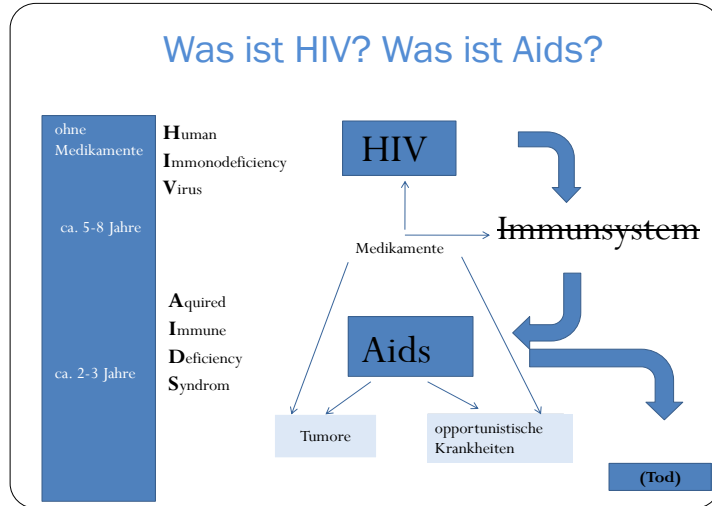 Was ist HIV? Was ist Aids?
ohne
Medikamente
ca. 5-8 Jahre
ca. 2-3 Jahre
Human
Immonodeficiency
Virus
Aquired
Immune
Deficiency
Syndrom
HIV
Immunsystem
Medikamente
Aids
Tumore
opportunistische
Krankheiten
(Tod)